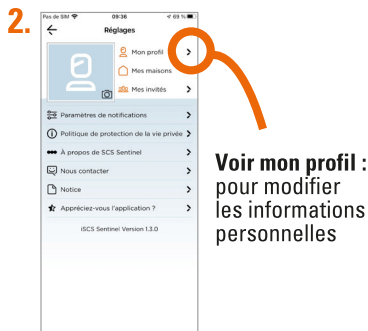 2.
Pas de SIM 09:36 69 %
Réglages
Mon profil
Mes maisons
Mes invités
Paramètres de notifications
Politique de protection de la vie privée
À propos de SCS Sentinel
Nous contacter
Notice
Appréciez-vous l'application ?
iSCS Sentinel Version 1.3.0
Voir mon profil :
pour modifier
les informations
personnelles